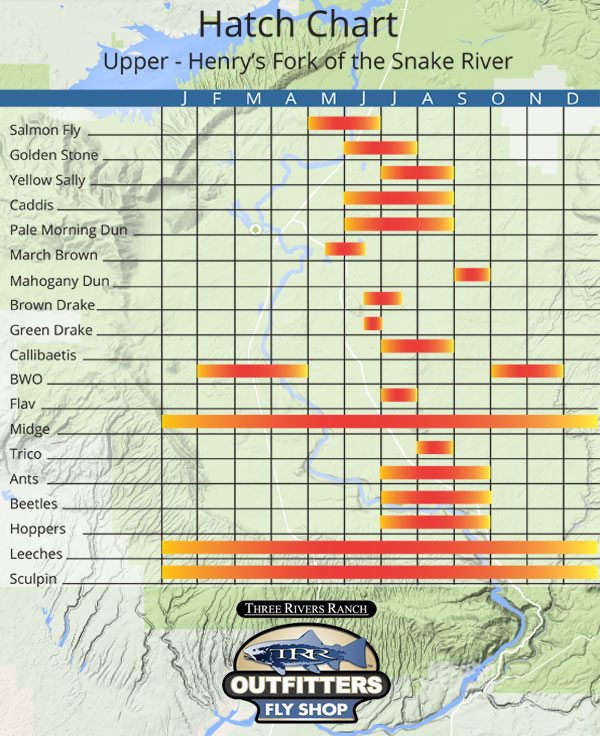 Hatch Chart
Upper - Henry's Fork of the Snake River
J F M A M J J A S O N D
Salmon Fly
Golden Stone
Yellow Sally
Caddis
Pale Morning Dun
March Brown
Mahogany Dun
Brown Drake
Green Drake
Callibaetis
BWO
Flav
Midge
Trico
Ants
Beetles
Hoppers
Leeches
Sculpin
THREE RIVERS RANCH
TRR
OUTFITTERS
FLY SHOP